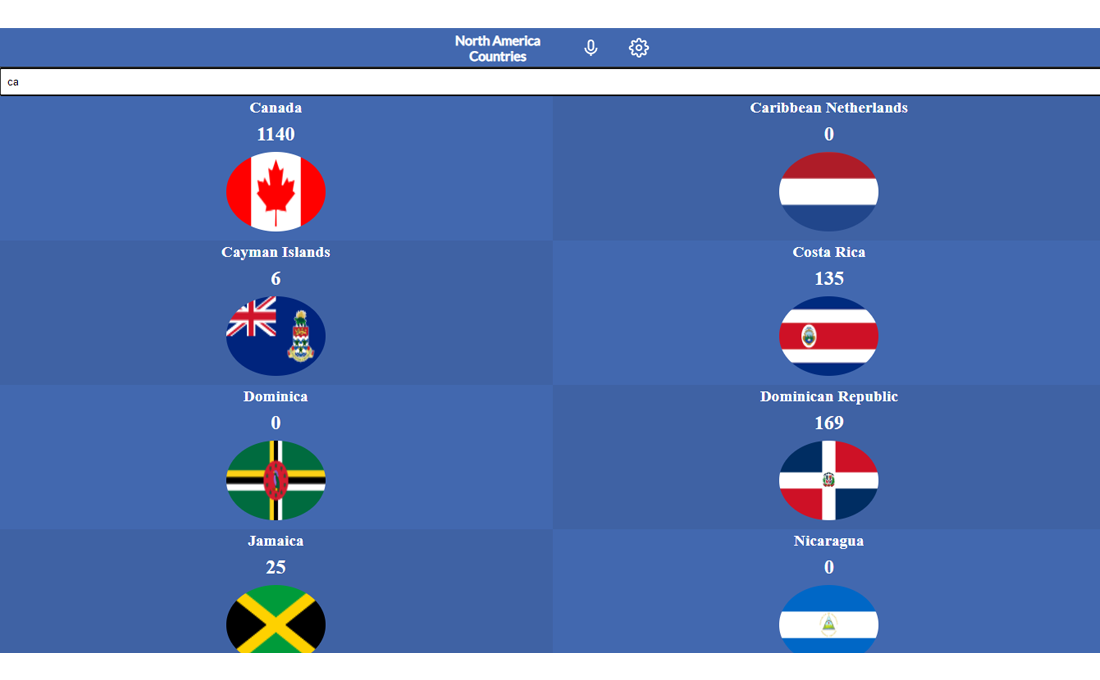 North America
Countries
ca
Canada
1140
Caribbean Netherlands
0
Cayman Islands
6
Costa Rica
135
Dominica
0
Dominican Republic
169
Jamaica
25
Nicaragua
0